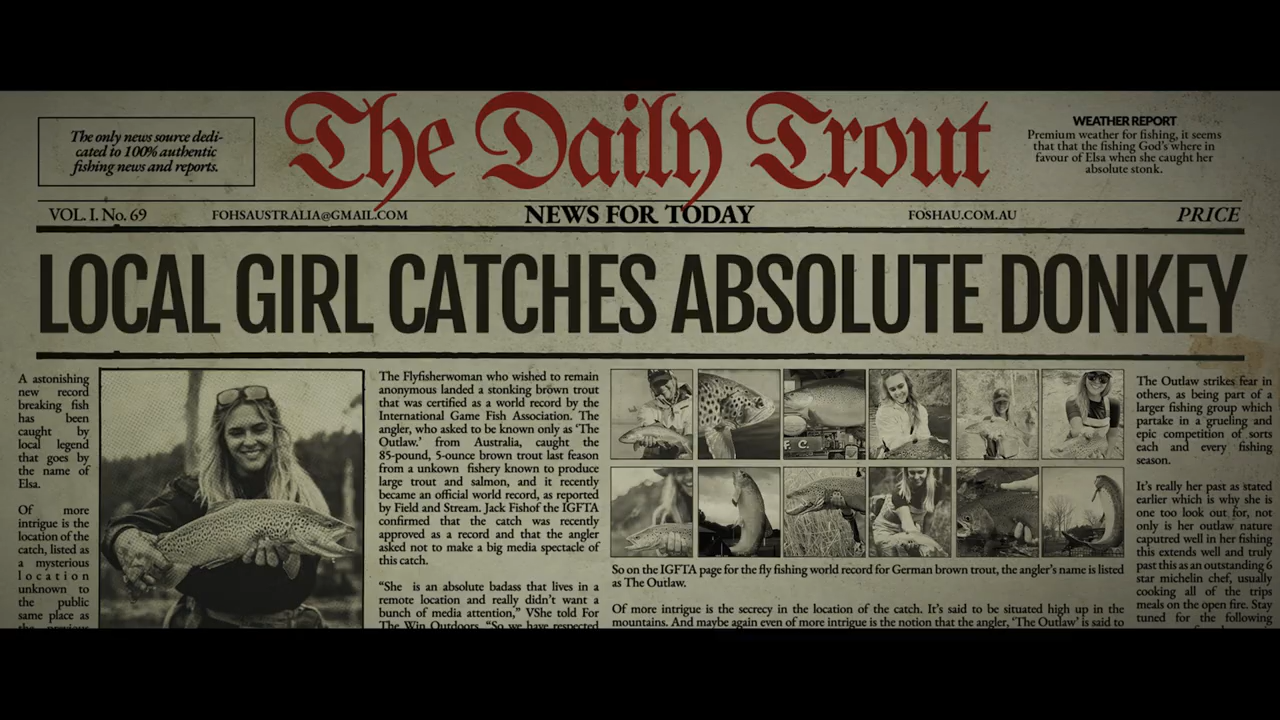 The only news source dedi-
cated to 100% authentic
fishing news and reports.
The Daily Trout
WEATHER REPORT
Premium weather for fishing, it seems
that that the fishing God's where in
favour of Elsa when she caught her
absolute stonk.
VOL. I. No. 69
FOHSAUSTRALIA@GMAIL.COM
NEWS FOR TODAY
FOSHAU.COM.AU
PRICE
LOCAL GIRL CATCHES ABSOLUTE DONKEY
A astonishing
new record
breaking fish
has been
caught by
local legend
that goes by
the name of
Elsa.
Of more
intrigue is the
location of the
catch, listed as
a mysterious
location
unknown to
the public
same place as
the previous
The Flyfisherwoman who wished to remain
anonymous landed a stonking brown trout
that was certified as a world record by the
International Game Fish Association. The
angler, who asked to be known only as 'The
Outlaw.' from Australia, caught the
85-pound, 5-ounce brown trout last feason
from a unkown fishery known to produce
large trout and salmon, and it recently
became an official world record, as reported
by Field and Stream. Jack Fishof the IGFTA
confirmed that the catch was recently
approved as a record and that the angler
asked not to make a big media spectacle of
this catch.
"She is an absolute badass that lives in a
remote location and really didn't want a
bunch of media attention," VShe told For
The Win Outdoors. "So we have respected
F. C.
So on the IGFTA page for the fly fishing world record for German brown trout, the angler's name is listed
as The Outlaw.
Of more intrigue is the secrecy in the location of the catch. It's said to be situated high up in the
mountains. And maybe again even of more intrigue is the notion that the angler, 'The Outlaw' is said to
The Outlaw strikes fear in
others, as being part of a
larger fishing group which
partake in a grueling and
epic competition of sorts
each and every fishing
season.
It's really her past as stated
earlier which is why she is
one too look out for, not
only is her outlaw nature
caputred well in her fishing
this extends well and truly
past this as an outstanding 6
star michelin chef, usually
cooking all of the trips
meals on the open fire. Stay
tuned for the following